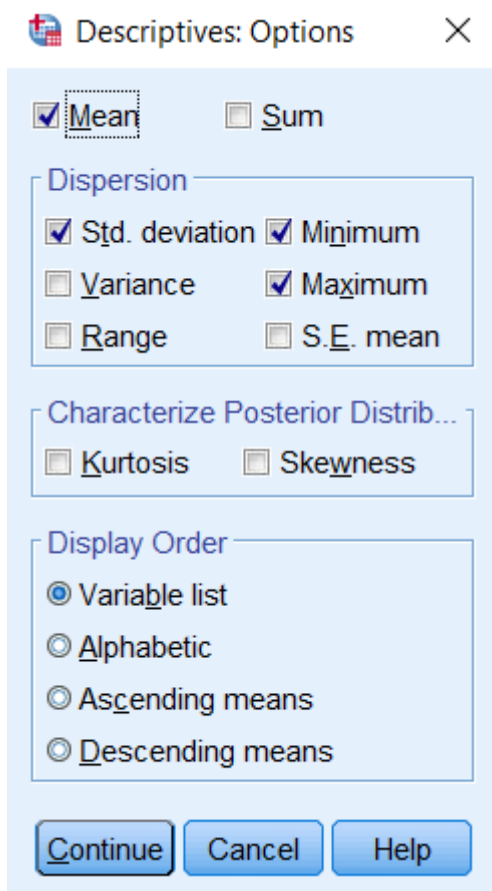 Descriptives: Options
Mean Sum
Dispersion
Std. deviation Minimum
Variance Maximum
Range S.E. mean
Characterize Posterior Distrib...
Kurtosis Skewness
Display Order
Variable list
Alphabetic
Ascending means
Descending means
Continue Cancel Help